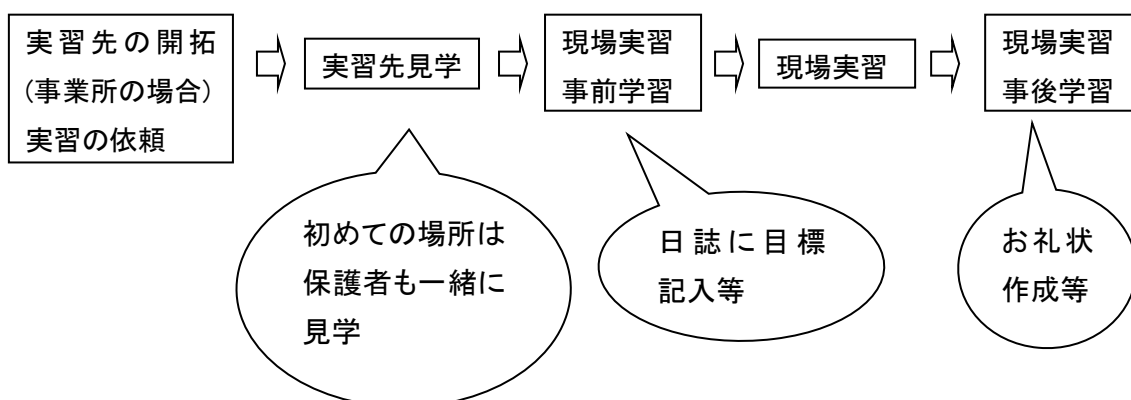 実習先の開拓
(事業所の場合)
実習の依頼
実習先見学
現場実習
事前学習
現場実習
現場実習
事後学習
初めての場所は
保護者も一緒に
見学
日誌に目標
記入等
お礼状
作成等